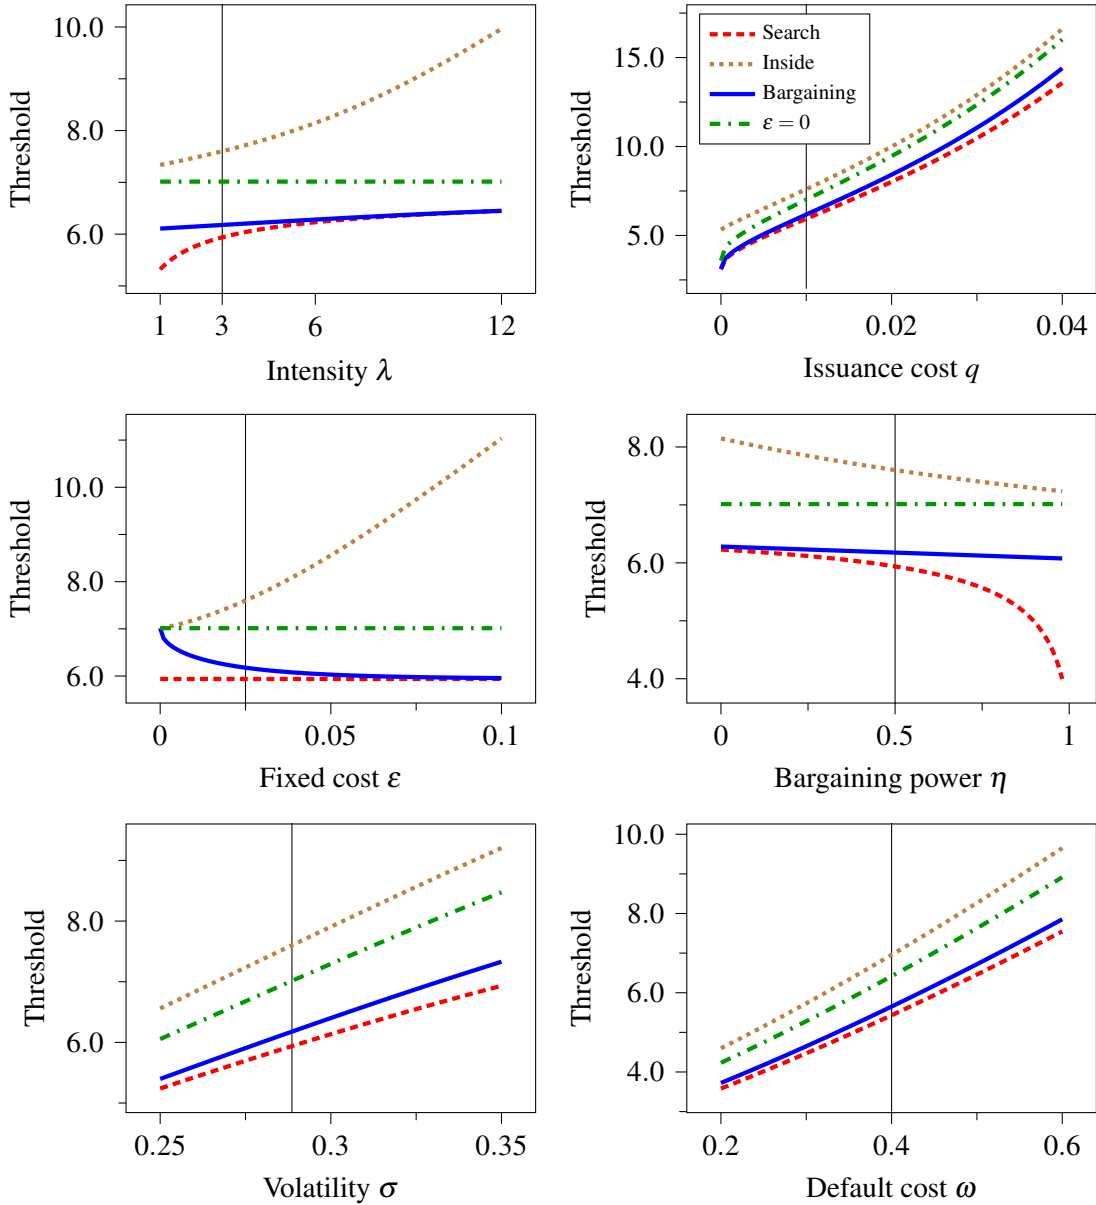 10.0
8.0
6.0
Threshold
1 3 6 12
Intensity λ
15.0
10.0
5.0
Threshold
Search
Inside
Bargaining
ε = 0
0 0.02 0.04
Issuance cost q
10.0
8.0
6.0
Threshold
0 0.05 0.1
Fixed cost ε
8.0
6.0
4.0
Threshold
0 0.5 1
Bargaining power η
8.0
6.0
Threshold
0.25 0.3 0.35
Volatility σ
10.0
8.0
6.0
4.0
Threshold
0.2 0.4 0.6
Default cost ω